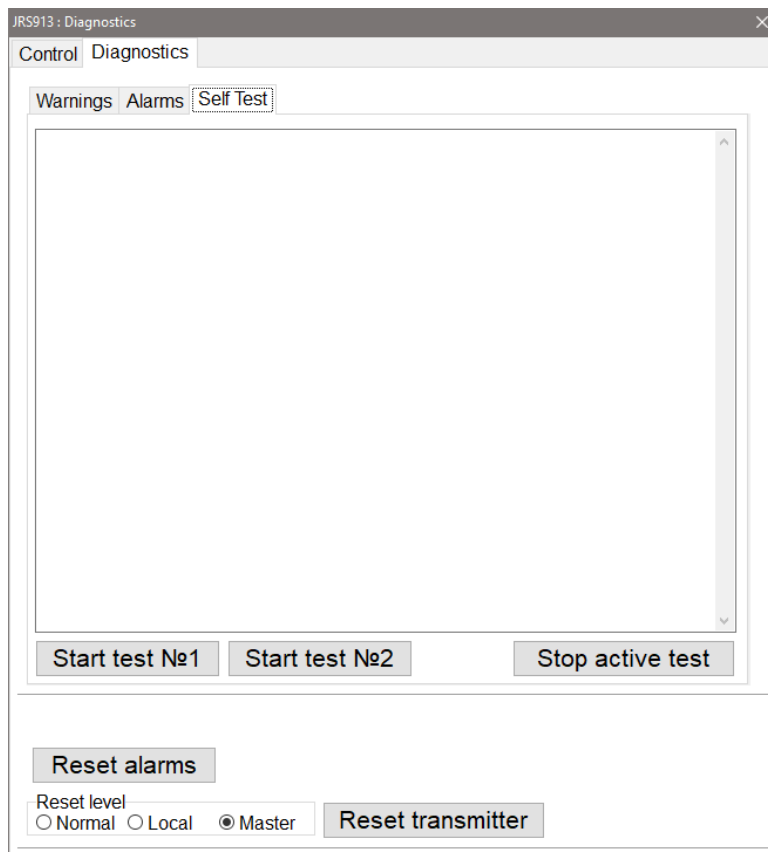 JRS913 : Diagnostics
Control Diagnostics
Warnings Alarms Self Test
Start test №1 Start test №2 Stop active test
Reset alarms
Reset level
Normal Local Master Reset transmitter